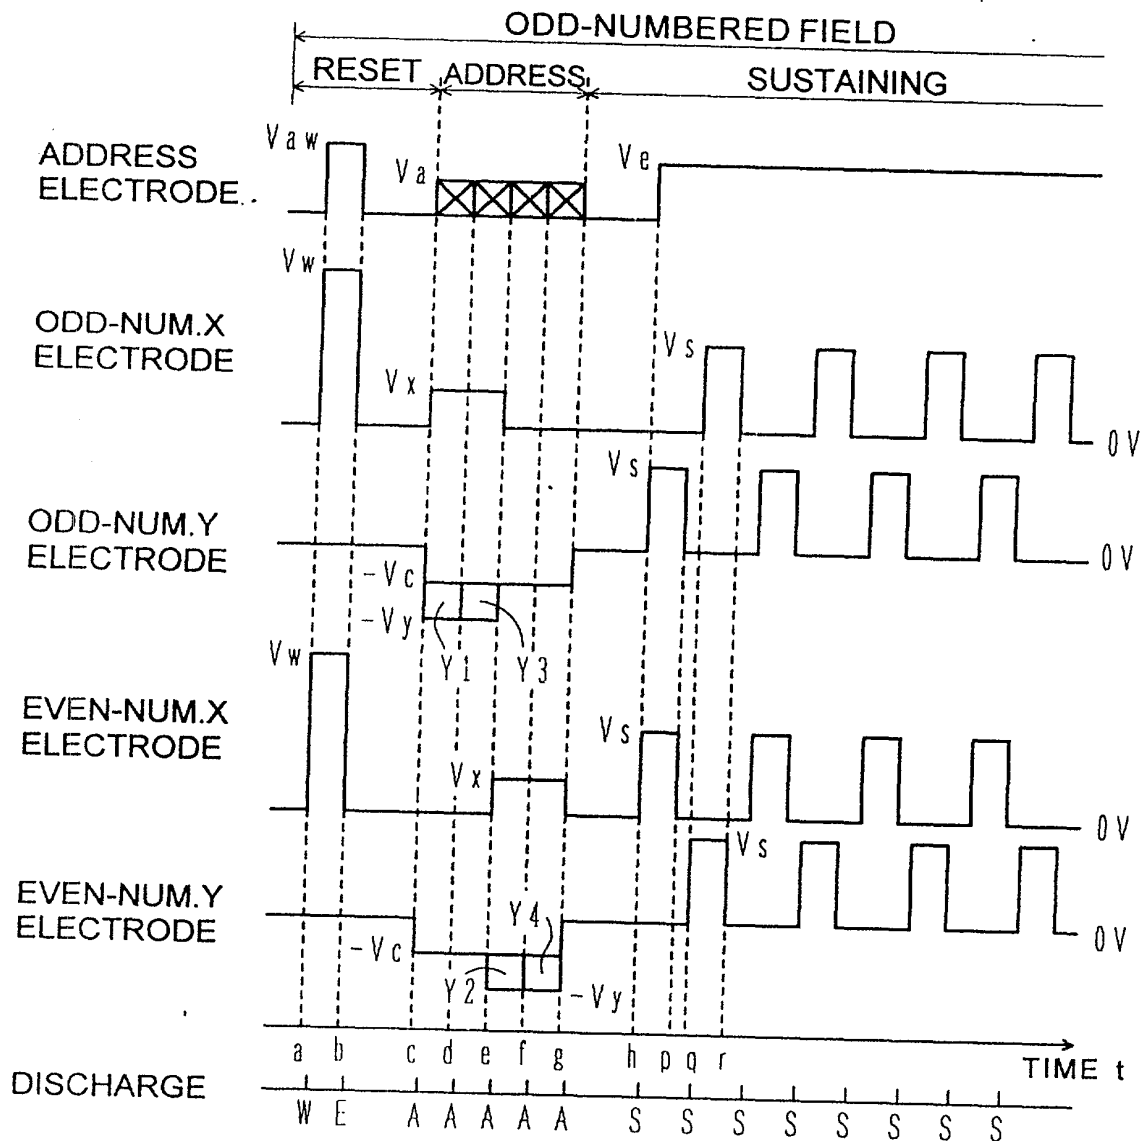 ODD-NUMBERED FIELD
RESET ADDRESS SUSTAINING
ADDRESS
ELECTRODE
Vaw
Va
Ve
ODD-NUM.X
ELECTRODE
Vw
Vx
Vs
0V
ODD-NUM.Y
ELECTRODE
Vs
-Vc
-Vy
Y1 Y3
0V
EVEN-NUM.X
ELECTRODE
Vw
Vx
Vs
0V
EVEN-NUM.Y
ELECTRODE
Vs
-Vc
Y2
Y4
-Vy
0V
a b c d e f g h p q r
TIME t
DISCHARGE
W E A A A A A S S S S S S S S